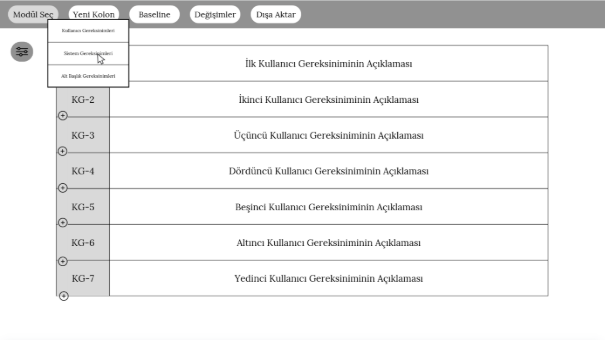 Modül Seç
Yeni Kolon
Baseline
Değişimler
Dışa Aktar
Kullanıcı Gereksinimleri
Sistem Gereksinimleri
Alt Başlık Gereksinimleri
İlk Kullanıcı Gereksiniminin Açıklaması
KG-2 İkinci Kullanıcı Gereksiniminin Açıklaması
KG-3 Üçüncü Kullanıcı Gereksiniminin Açıklaması
KG-4 Dördüncü Kullanıcı Gereksiniminin Açıklaması
KG-5 Beşinci Kullanıcı Gereksiniminin Açıklaması
KG-6 Altıncı Kullanıcı Gereksiniminin Açıklaması
KG-7 Yedinci Kullanıcı Gereksiniminin Açıklaması